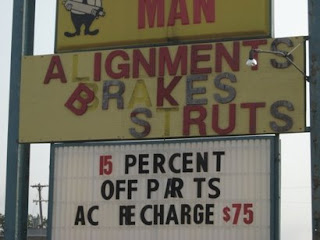 MAN
ALIGNMENTS
BRAKES
STRUTS
15 PERCENT
OFF PARTS
AC RECHARGE $75